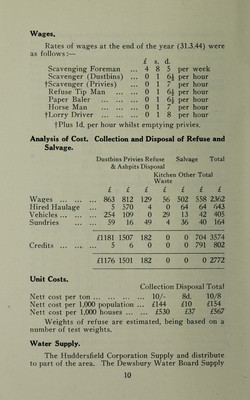 Wages.
Rates of wages at the end of the year (31.3.44) were
as follows:—
£ s. d.
Scavenging Foreman ... 4 8 5 per week
Scavenger (Dustbins) ... 0 1 6½ per hour
†Scavenger (Privies) ... 0 1 7 per hour
Refuse Tip Man ... ... 0 1 6½ per hour
Paper Baler ... ... ... 0 1 6½ per hour
Horse Man ... ... ... 0 1 7 per hour
†Lorry Driver ... ... ... 0 1 8 per hour
†Plus 1d. per hour whilst emptying privies.
Analysis of Cost. Collection and Disposal of Refuse and
Salvage.
Dustbins Privies Refuse Salvage Total
& Ashpits Disposal
Kitchen Other Total
Waste
£ £ £ £ £ £ £
Wages ... ... ... 863 812 129 56 502 558 2362
Hired Haulage ... 5 570 4 0 64 64 643
Vehicles ... ... ... 254 109 0 29 13 42 405
Sundries ... ... 59 16 49 4 36 40 164
£1181 1507 182 0 0 704 3574
Credits ... ... ... 5 6 0 0 0 791 802
£1176 1501 182 0 0 0 2772
Unit Costs.
Collection Disposal Total
Nett cost per ton ... ... ... ... 10/- 8d. 10/8
Nett cost per 1,000 population ... £144 £10 £154
Nett cost per 1,000 houses ... ... £530 £37 £567
Weights of refuse are estimated, being based on a
number of test weights.
Water Supply.
The Huddersfield Corporation Supply and distribute
to part of the area. The Dewsbury Water Board Supply
10